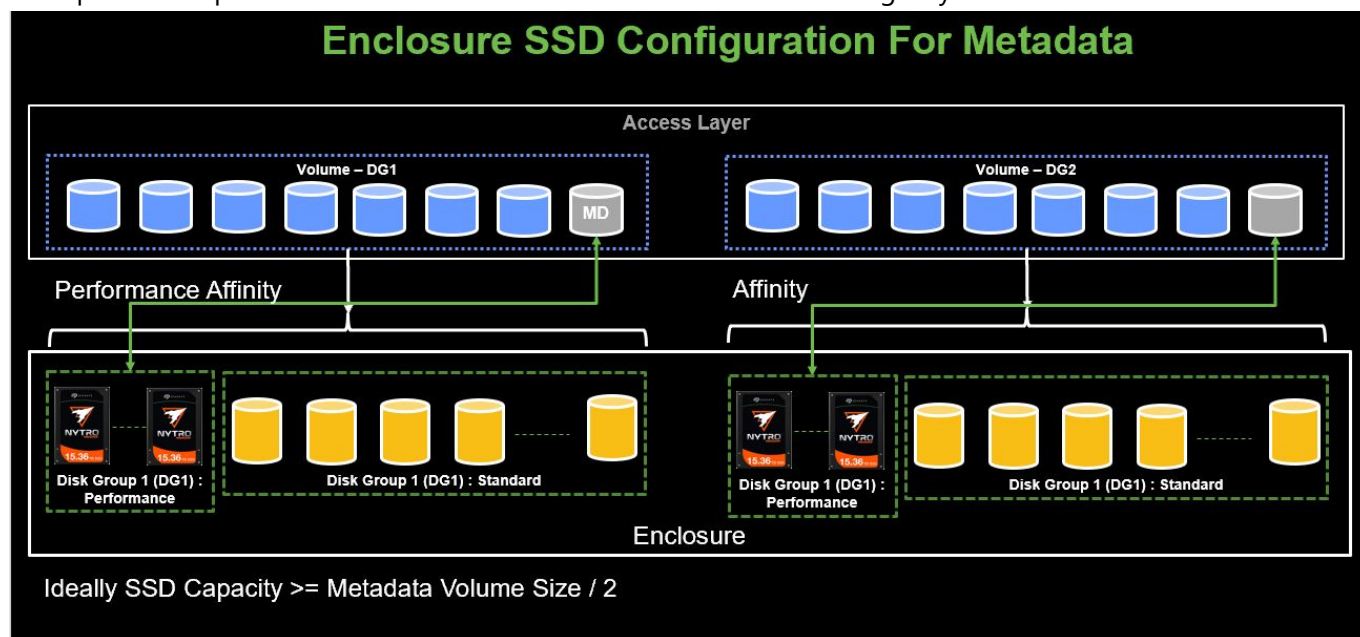 Enclosure SSD Configuration For Metadata
Access Layer
Volume – DG1
MD
Volume – DG2
Performance Affinity
Affinity
NYTRO
15.36
NYTRO
15.36
Disk Group 1 (DG1) :
Performance
Disk Group 1 (DG1) : Standard
NYTRO
15.36
NYTRO
15.36
Disk Group 1 (DG1) :
Performance
Disk Group 1 (DG1) : Standard
Enclosure
Ideally SSD Capacity >= Metadata Volume Size / 2